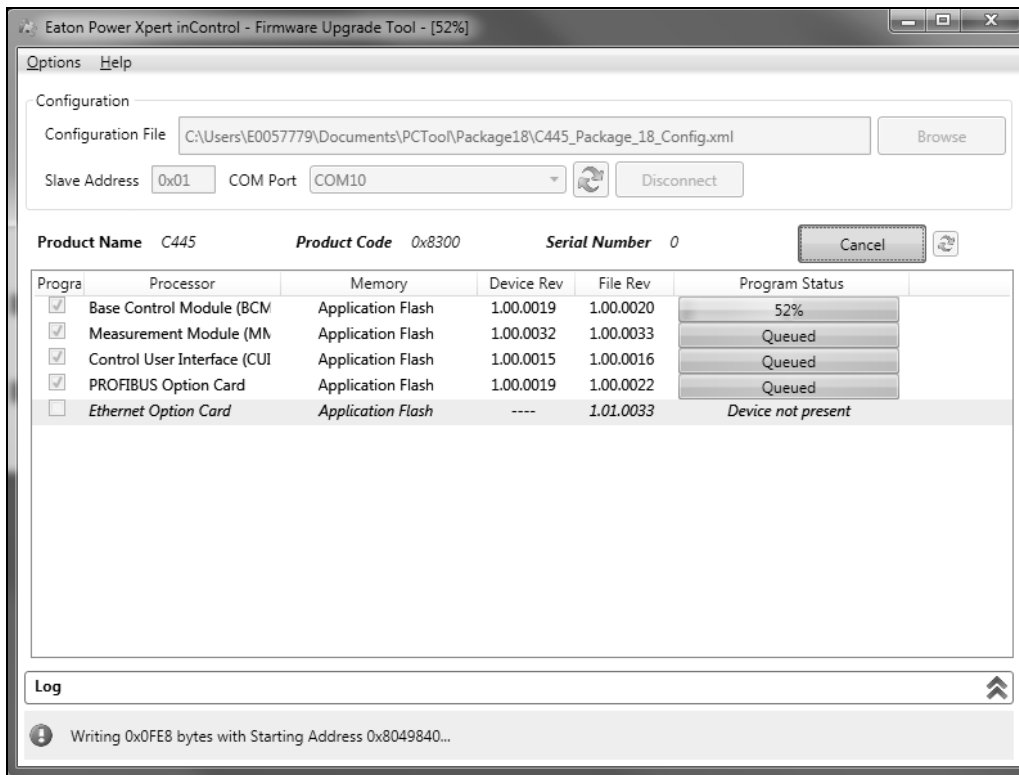 Eaton Power Xpert inControl - Firmware Upgrade Tool - [52%]
Options Help
Configuration
Configuration File C:\Users\E0057779\Documents\PCTool\Package18\C445_Package_18_Config.xml Browse
Slave Address 0x01 COM Port COM10 Disconnect
Product Name C445 Product Code 0x8300 Serial Number 0 Cancel
Progra Processor Memory Device Rev File Rev Program Status
Base Control Module (BCM Application Flash 1.00.0019 1.00.0020 52%
Measurement Module (MM Application Flash 1.00.0032 1.00.0033 Queued
Control User Interface (CUI Application Flash 1.00.0015 1.00.0016 Queued
PROFIBUS Option Card Application Flash 1.00.0019 1.00.0022 Queued
Ethernet Option Card Application Flash ---- 1.01.0033 Device not present
Log
Writing 0x0FE8 bytes with Starting Address 0x8049840...